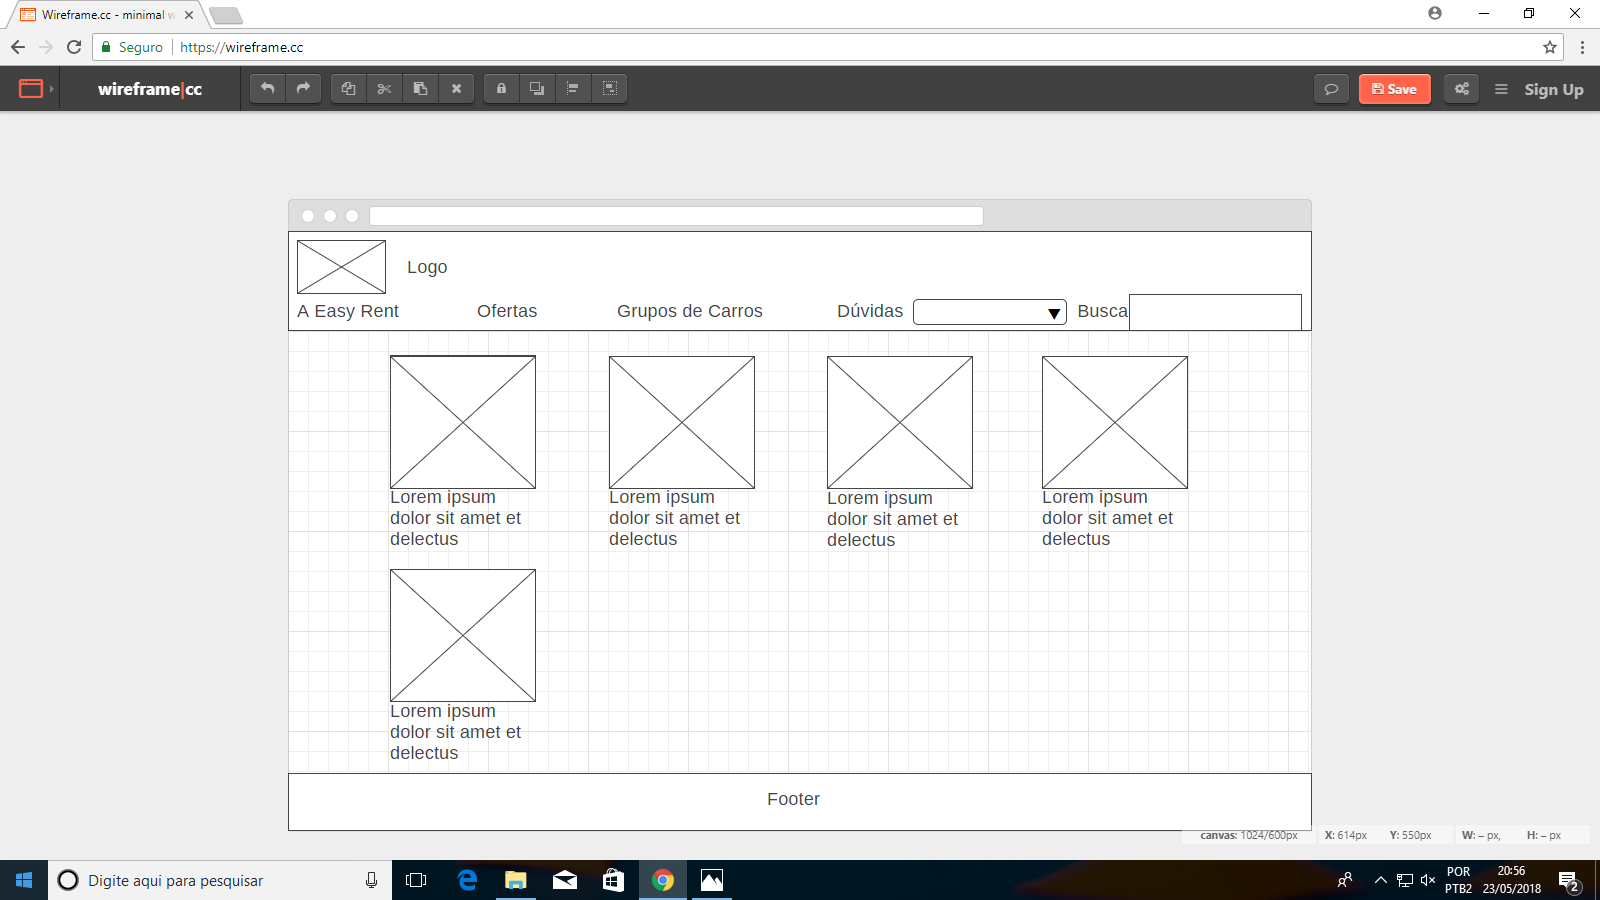 Wireframe.cc - minimal w
Seguro
https://wireframe.cc
wireframe|cc
Save
Sign Up
Logo
A Easy Rent
Ofertas
Grupos de Carros
Dúvidas
Busca
Lorem ipsum
dolor sit amet et
delectus
Lorem ipsum
dolor sit amet et
delectus
Lorem ipsum
dolor sit amet et
delectus
Lorem ipsum
dolor sit amet et
delectus
Lorem ipsum
dolor sit amet et
delectus
Footer
canvas: 1024/600px X: 614px Y: 550px W: – px, H: – px
Digite aqui para pesquisar
POR
PTB2
20:56
23/05/2018
2